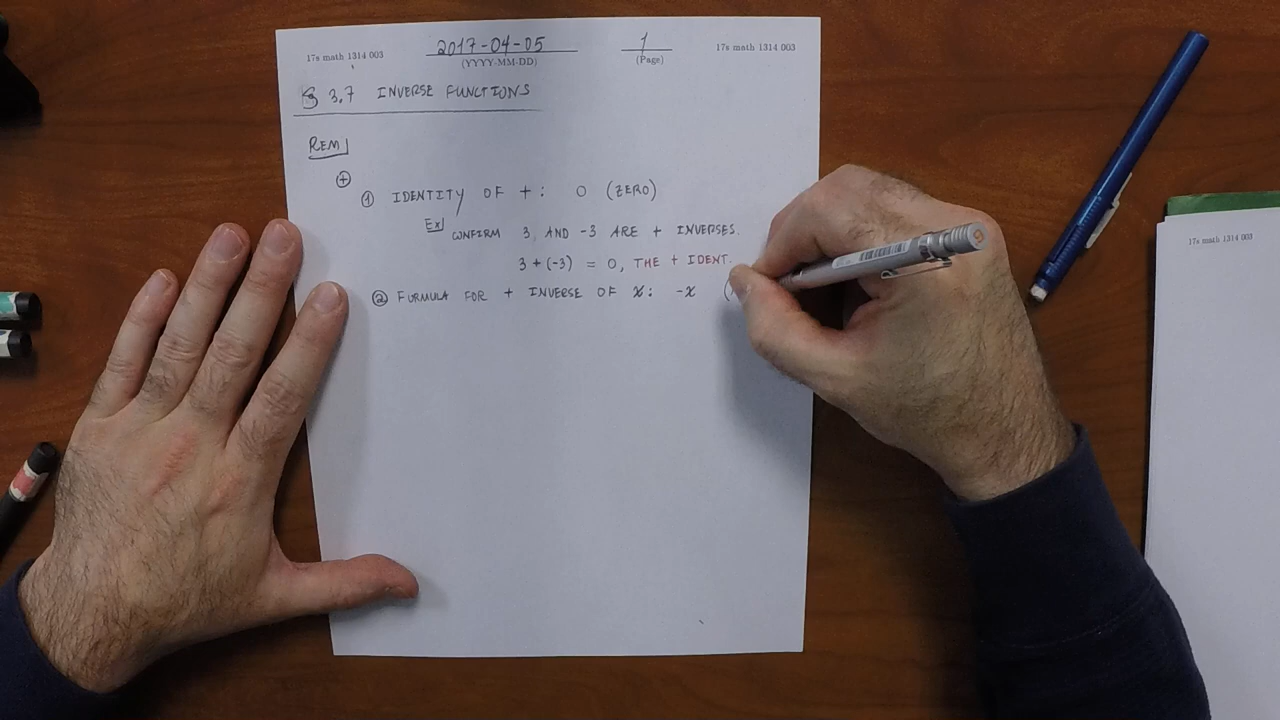 17s math 1314 003 2017-04-05 1 17s math 1314 003
(YYYY-MM-DD) (Page)
§ 3.7 INVERSE FUNCTIONS
REM
+
① IDENTITY OF +: 0 (ZERO)
EX CONFIRM 3, AND -3 ARE + INVERSES.
3 + (-3) = 0, THE + IDENT.
② FORMULA FOR + INVERSE OF x: -x (
17s math 1314 003